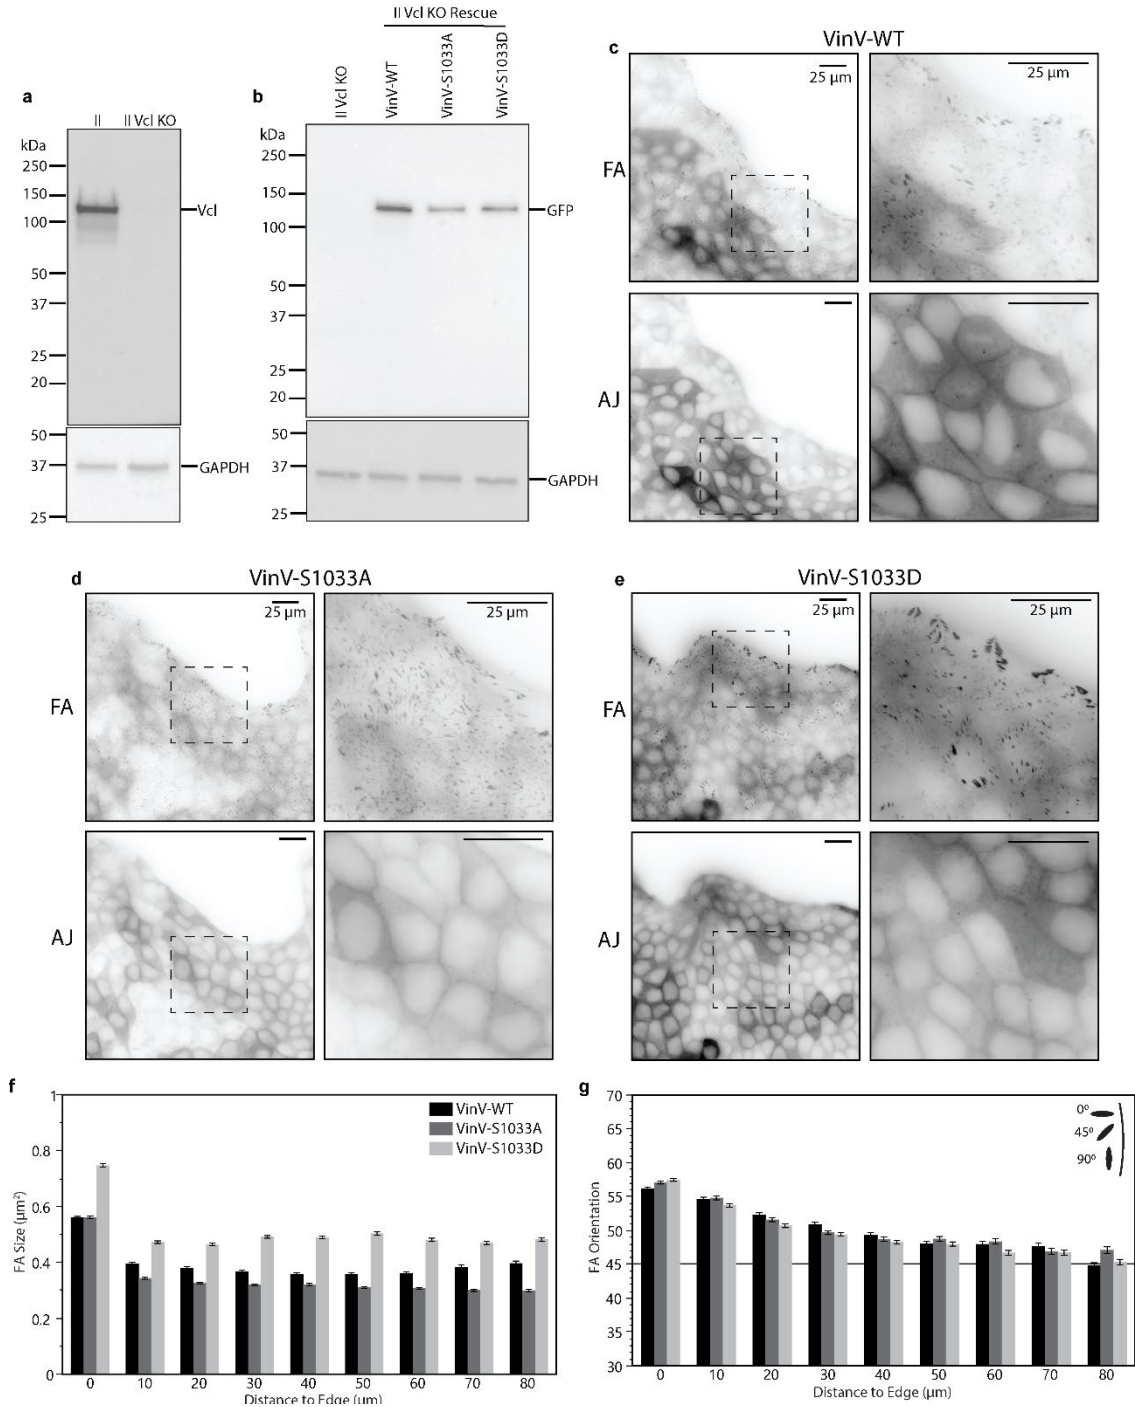 a
II
II Vcl KO
kDa
250
150
100
50
37
25
20
Vcl
50
37
25
GAPDH
b
II Vcl KO Rescue
II Vcl KO
VinV-WT
VinV-S1033A
VinV-S1033D
kDa
250
150
100
50
37
25
20
GFP
50
37
25
GAPDH
c
VinV-WT
25 µm
25 µm
FA
AJ
d
VinV-S1033A
25 µm
25 µm
FA
AJ
e
VinV-S1033D
25 µm
25 µm
FA
AJ
f
1
0.8
0.6
0.4
0.2
0
FA Size (µm²)
VinV-WT
VinV-S1033A
VinV-S1033D
0 10 20 30 40 50 60 70 80
Distance to Edge (µm)
g
70
65
60
55
50
45
40
35
30
FA Orientation
0º
45º
90º
0 10 20 30 40 50 60 70 80
Distance to Edge (µm)